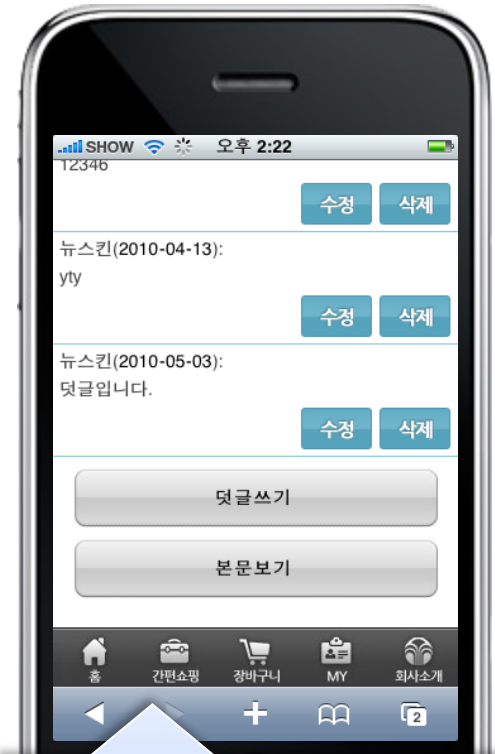 SHOW 오후 2:22
12346
수정 삭제
뉴스킨(2010-04-13):
yty
수정 삭제
뉴스킨(2010-05-03):
덧글입니다.
수정 삭제
덧글쓰기
본문보기
홈 간편쇼핑 장바구니 MY 회사소개
2